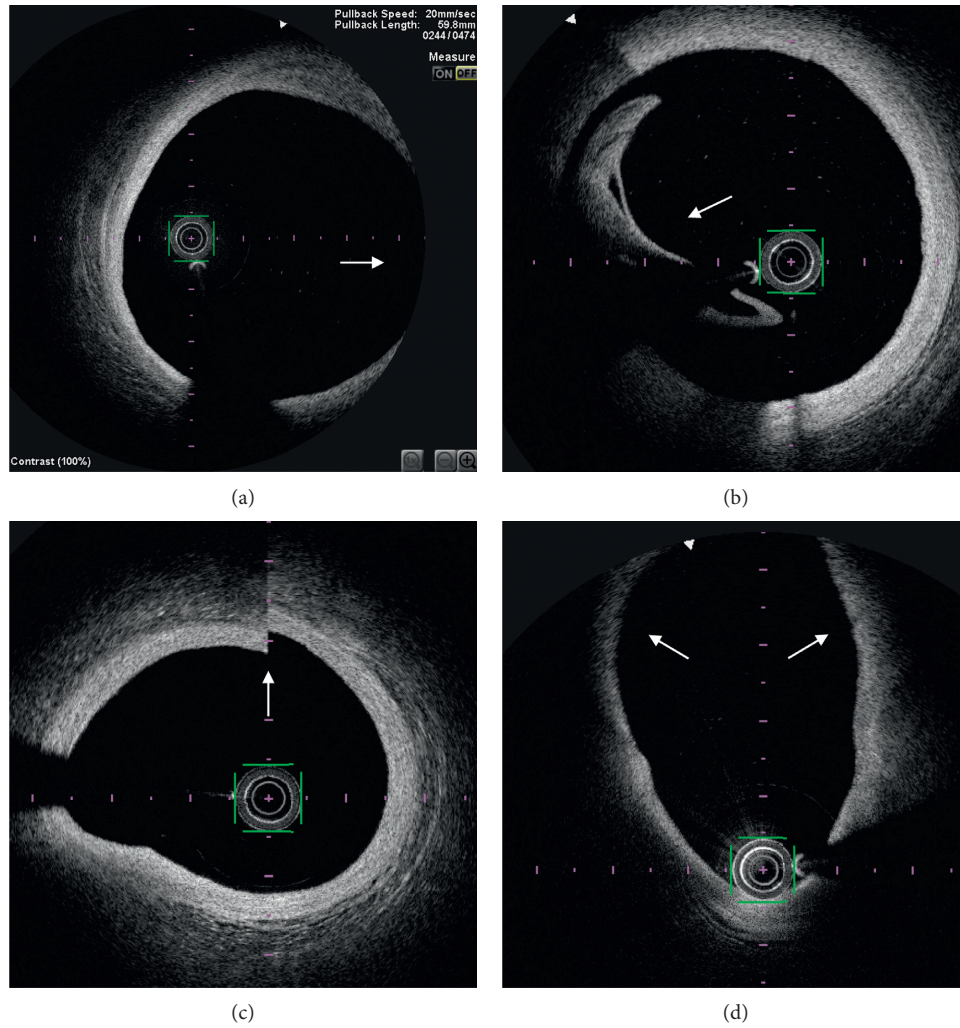 Pullback Speed: 20mm/sec
Pullback Length: 59.8mm
0244/0474
Measure
ON OFF
Contrast (100%)
(a)
(b)
(c)
(d)